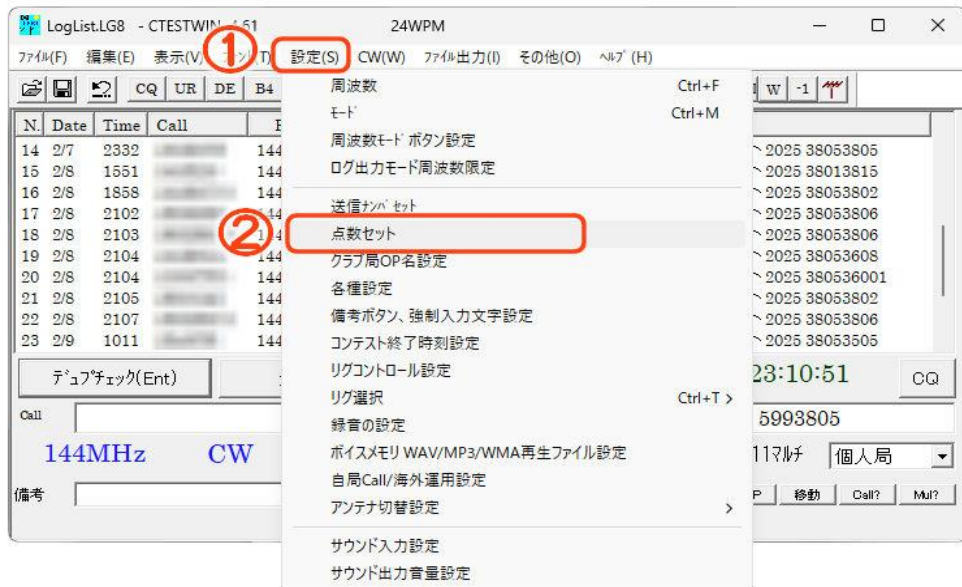 LogList.LG8 - CTESTWIN 4.61 24WPM
ファイル(F) 編集(E) 表示(V) (T) 設定(S) CW(W) ファイル出力(I) その他(O) ヘルプ(H)
①
CQ UR DE B4 W -1
周波数 Ctrl+F
モード Ctrl+M
周波数モードボタン設定
ログ出力モード周波数限定
送信ナンバセット
②
点数セット
クラブ局OP名設定
各種設定
備考ボタン、強制入力文字設定
コンテスト終了時刻設定
リグコントロール設定
リグ選択 Ctrl+T >
録音の設定
ボイスメモリ WAV/MP3/WMA再生ファイル設定
自局Call/海外運用設定
アンテナ切替設定 >
サウンド入力設定
サウンド出力音量設定
N. Date Time Call
14 2/7 2332 144 2025 38053805
15 2/8 1551 144 2025 38013815
16 2/8 1858 144 2025 38053802
17 2/8 2102 144 2025 38053806
18 2/8 2103 144 2025 38053806
19 2/8 2104 144 2025 38053608
20 2/8 2104 144 2025 380536001
21 2/8 2105 144 2025 38053802
22 2/8 2107 144 2025 38053806
23 2/9 1011 144 2025 38053505
デュプチェック(Ent) 23:10:51 CQ
Call 5993805
144MHz CW 11マルチ 個人局
備考 P 移動 Call? Mul?